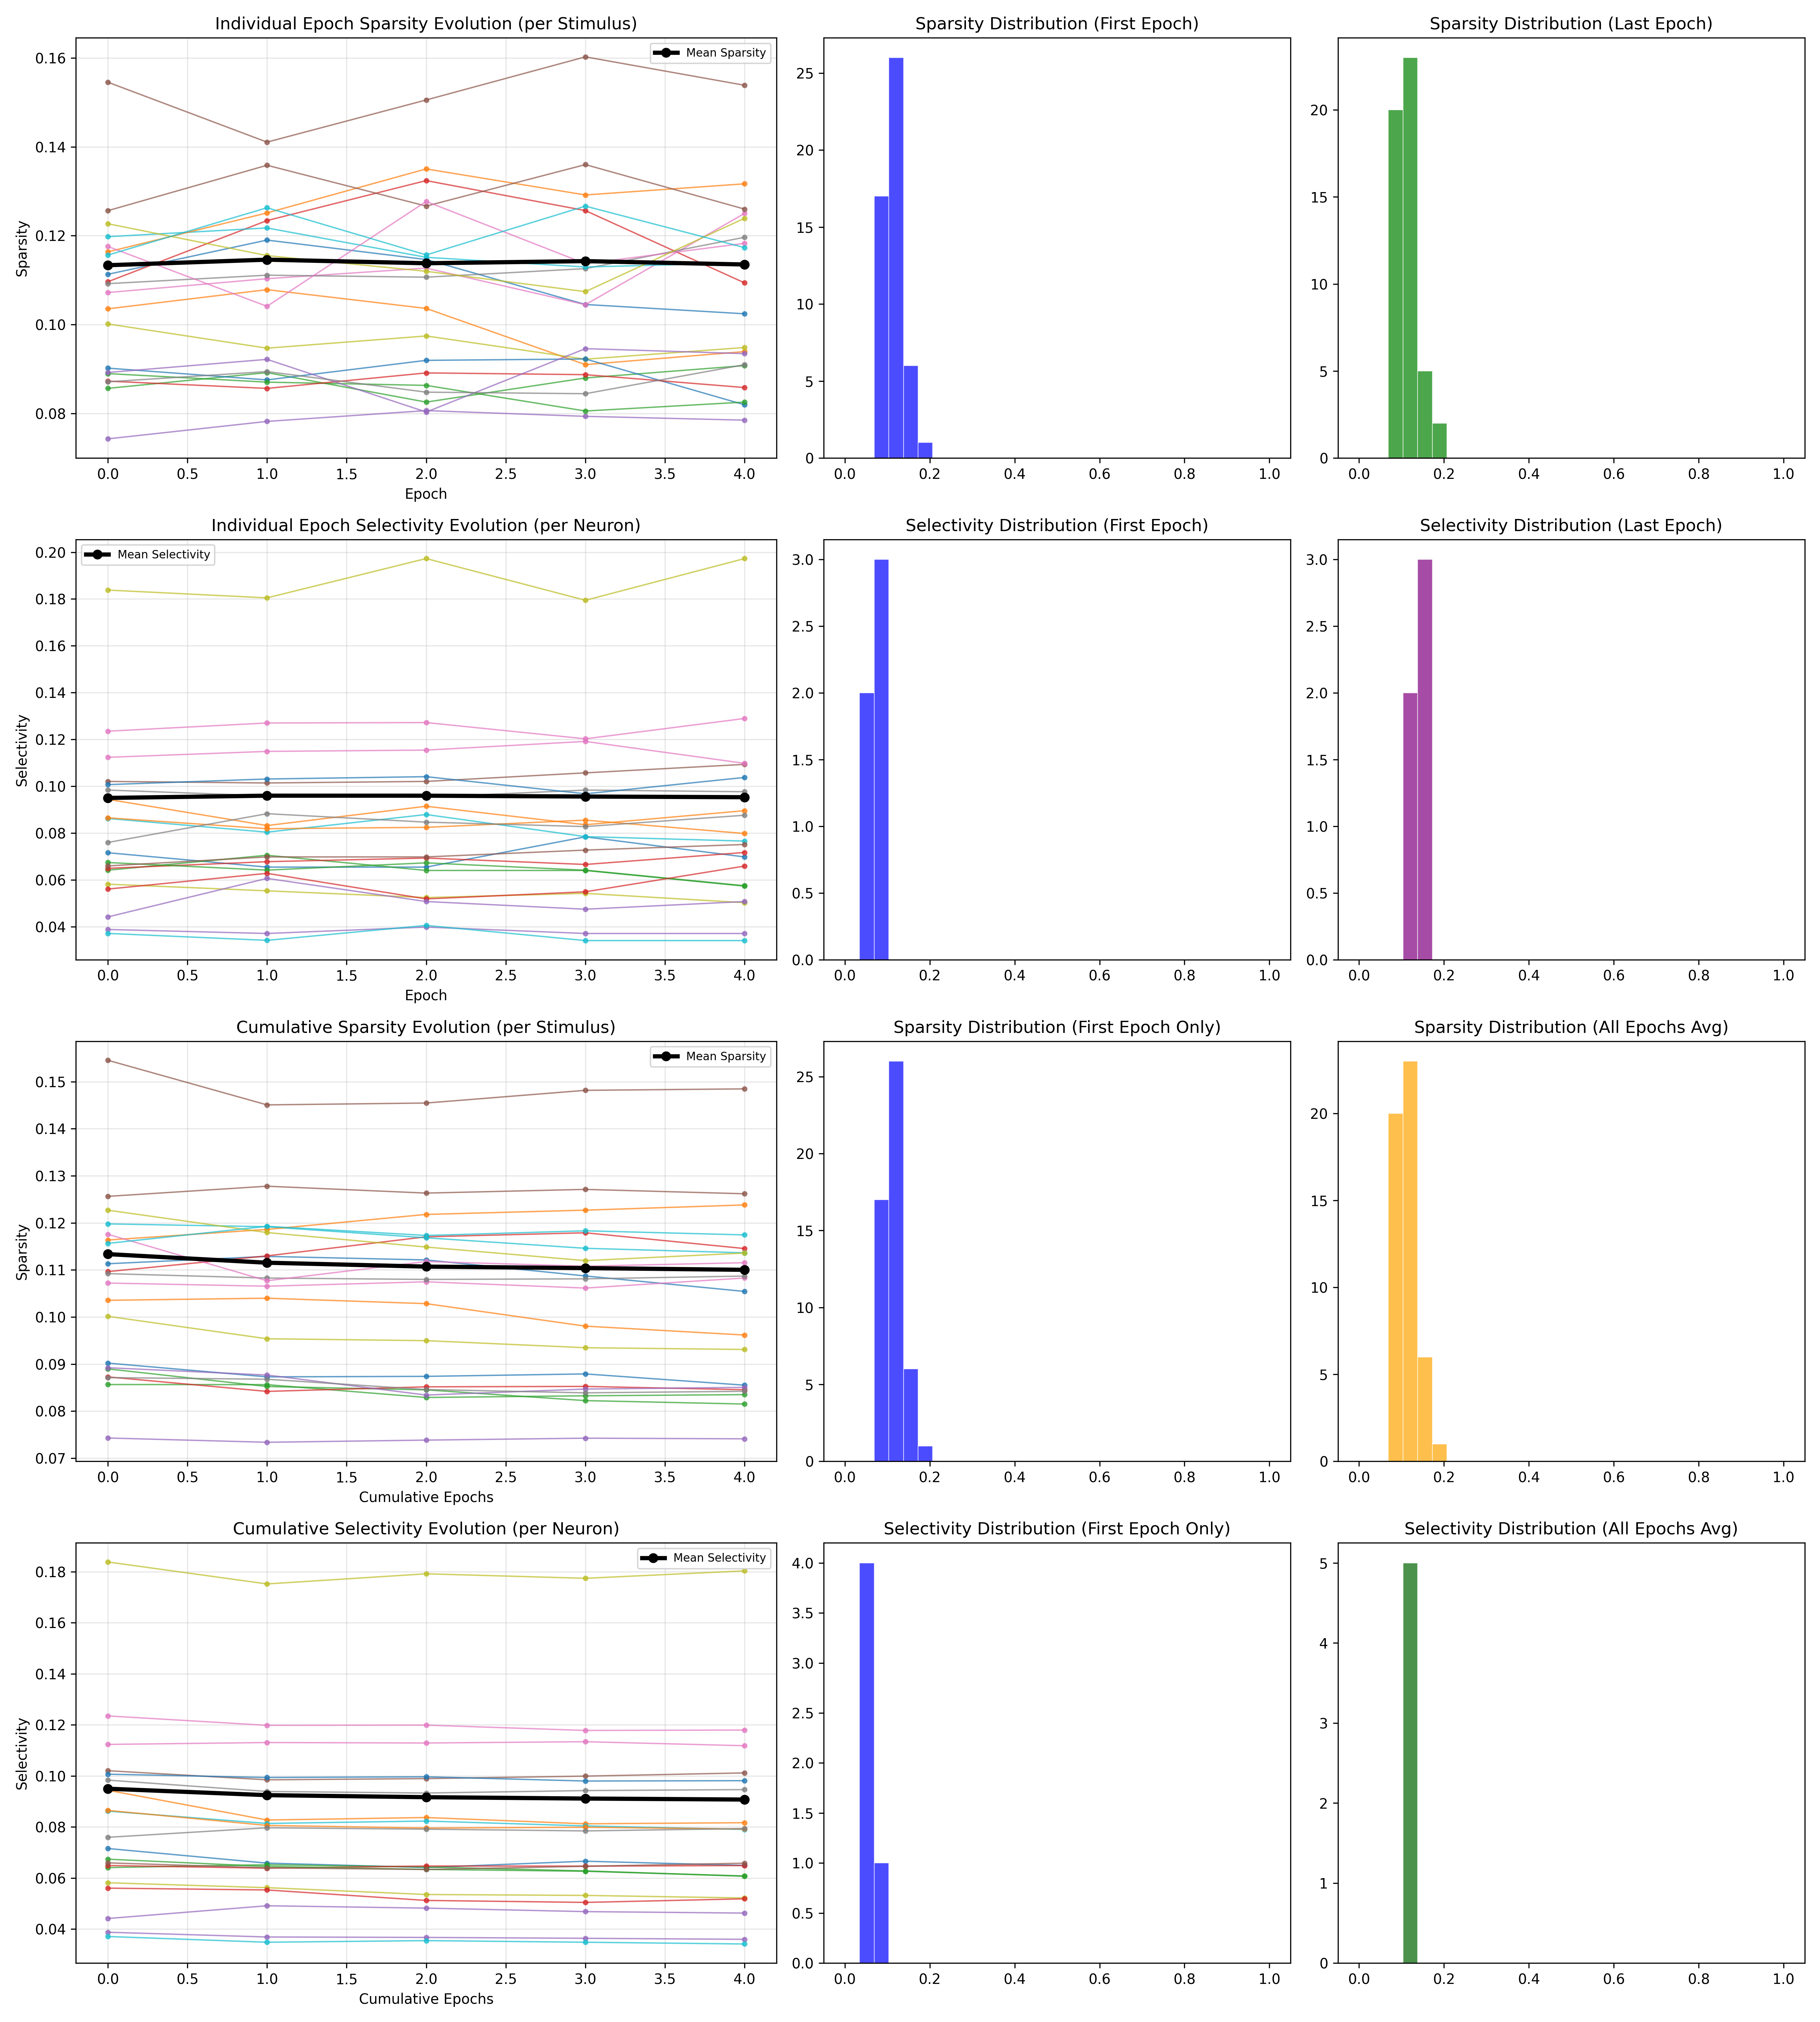 Individual Epoch Sparsity Evolution (per Stimulus)
Mean Sparsity
Sparsity
0.16
0.14
0.12
0.10
0.08
0.0 0.5 1.0 1.5 2.0 2.5 3.0 3.5 4.0
Epoch
Sparsity Distribution (First Epoch)
25
20
15
10
5
0
0.0 0.2 0.4 0.6 0.8 1.0
Sparsity Distribution (Last Epoch)
20
15
10
5
0
0.0 0.2 0.4 0.6 0.8 1.0
Individual Epoch Selectivity Evolution (per Neuron)
Mean Selectivity
Selectivity
0.20
0.18
0.16
0.14
0.12
0.10
0.08
0.06
0.04
0.0 0.5 1.0 1.5 2.0 2.5 3.0 3.5 4.0
Epoch
Selectivity Distribution (First Epoch)
3.0
2.5
2.0
1.5
1.0
0.5
0.0
0.0 0.2 0.4 0.6 0.8 1.0
Selectivity Distribution (Last Epoch)
3.0
2.5
2.0
1.5
1.0
0.5
0.0
0.0 0.2 0.4 0.6 0.8 1.0
Cumulative Sparsity Evolution (per Stimulus)
Mean Sparsity
Sparsity
0.15
0.14
0.13
0.12
0.11
0.10
0.09
0.08
0.07
0.0 0.5 1.0 1.5 2.0 2.5 3.0 3.5 4.0
Cumulative Epochs
Sparsity Distribution (First Epoch Only)
25
20
15
10
5
0
0.0 0.2 0.4 0.6 0.8 1.0
Sparsity Distribution (All Epochs Avg)
20
15
10
5
0
0.0 0.2 0.4 0.6 0.8 1.0
Cumulative Selectivity Evolution (per Neuron)
Mean Selectivity
Selectivity
0.18
0.16
0.14
0.12
0.10
0.08
0.06
0.04
0.0 0.5 1.0 1.5 2.0 2.5 3.0 3.5 4.0
Cumulative Epochs
Selectivity Distribution (First Epoch Only)
4.0
3.5
3.0
2.5
2.0
1.5
1.0
0.5
0.0
0.0 0.2 0.4 0.6 0.8 1.0
Selectivity Distribution (All Epochs Avg)
5
4
3
2
1
0
0.0 0.2 0.4 0.6 0.8 1.0